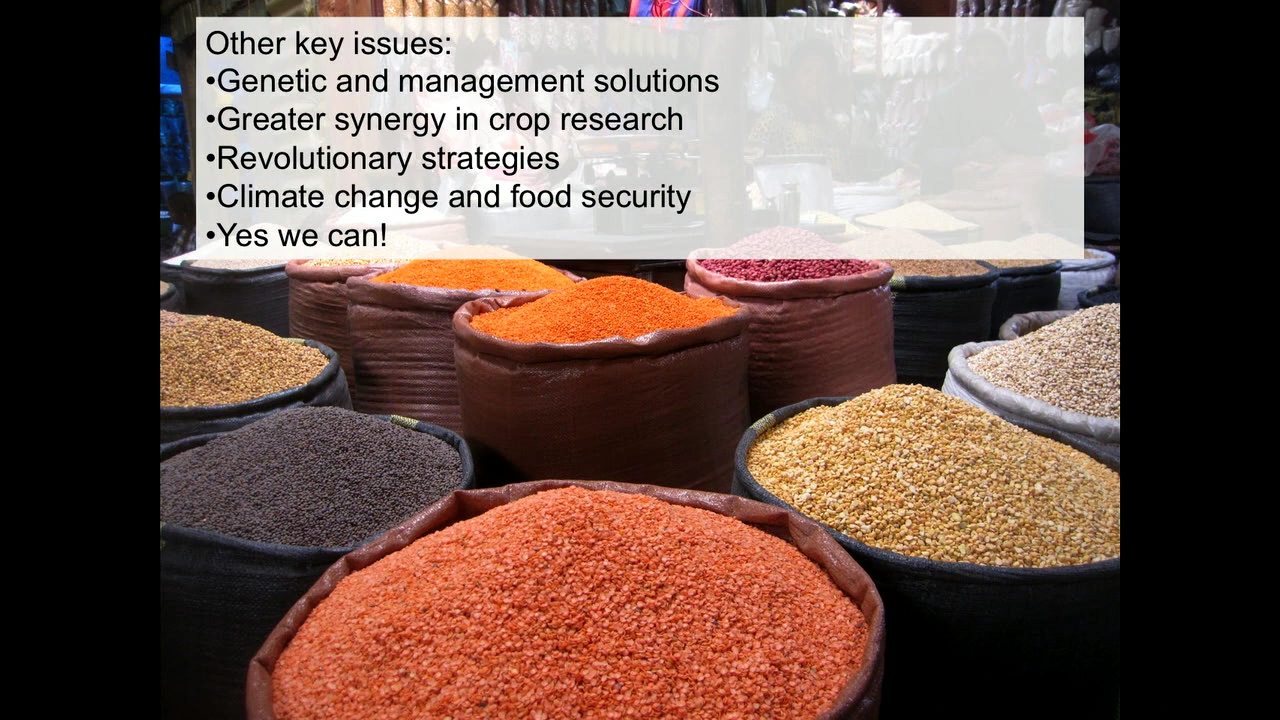 Other key issues:
•Genetic and management solutions
•Greater synergy in crop research
•Revolutionary strategies
•Climate change and food security
•Yes we can!